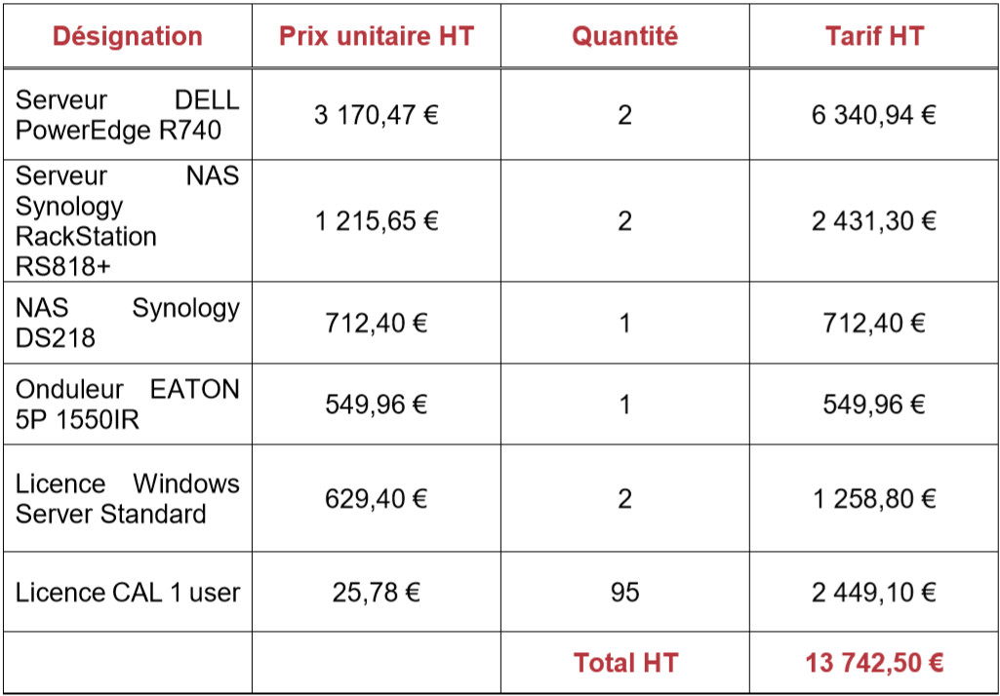 Désignation Prix unitaire HT Quantité Tarif HT
Serveur DELL
PowerEdge R740
3 170,47 € 2 6 340,94 €
Serveur NAS
Synology
RackStation
RS818+
1 215,65 € 2 2 431,30 €
NAS Synology
DS218
712,40 € 1 712,40 €
Onduleur EATON
5P 1550IR
549,96 € 1 549,96 €
Licence Windows
Server Standard
629,40 € 2 1 258,80 €
Licence CAL 1 user 25,78 € 95 2 449,10 €
Total HT 13 742,50 €